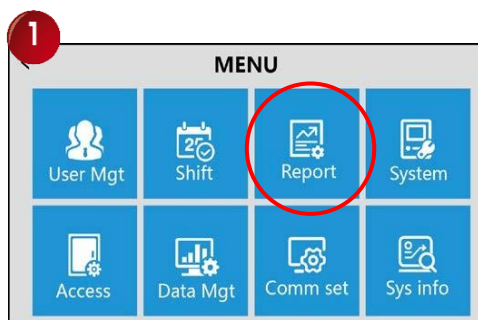 1
MENU
User Mgt
Shift
Report
System
Access
Data Mgt
Comm set
Sys info